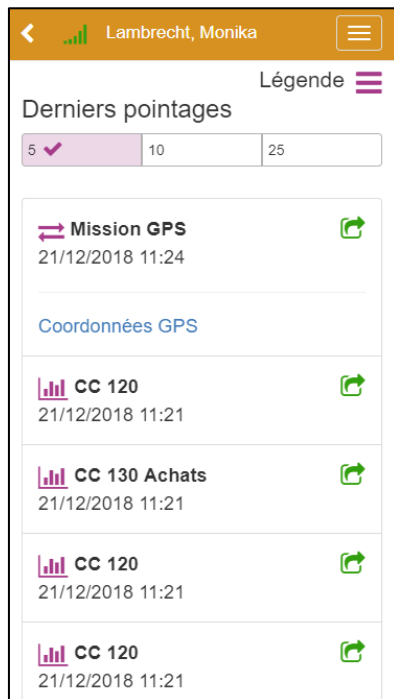 Lambrecht, Monika
Légende
Derniers pointages
5
10
25
Mission GPS
21/12/2018 11:24
Coordonnées GPS
CC 120
21/12/2018 11:21
CC 130 Achats
21/12/2018 11:21
CC 120
21/12/2018 11:21
CC 120
21/12/2018 11:21